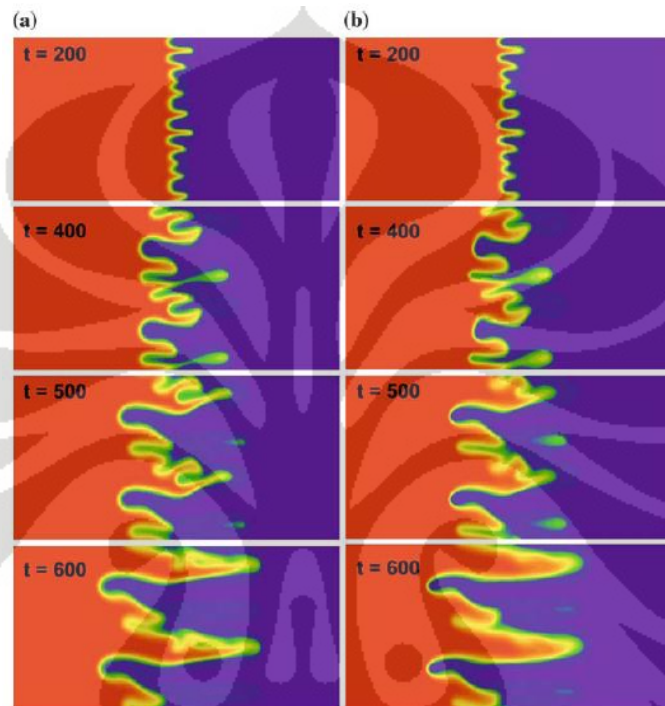 (a) (b)
t = 200 t = 200
t = 400 t = 400
t = 500 t = 500
t = 600 t = 600